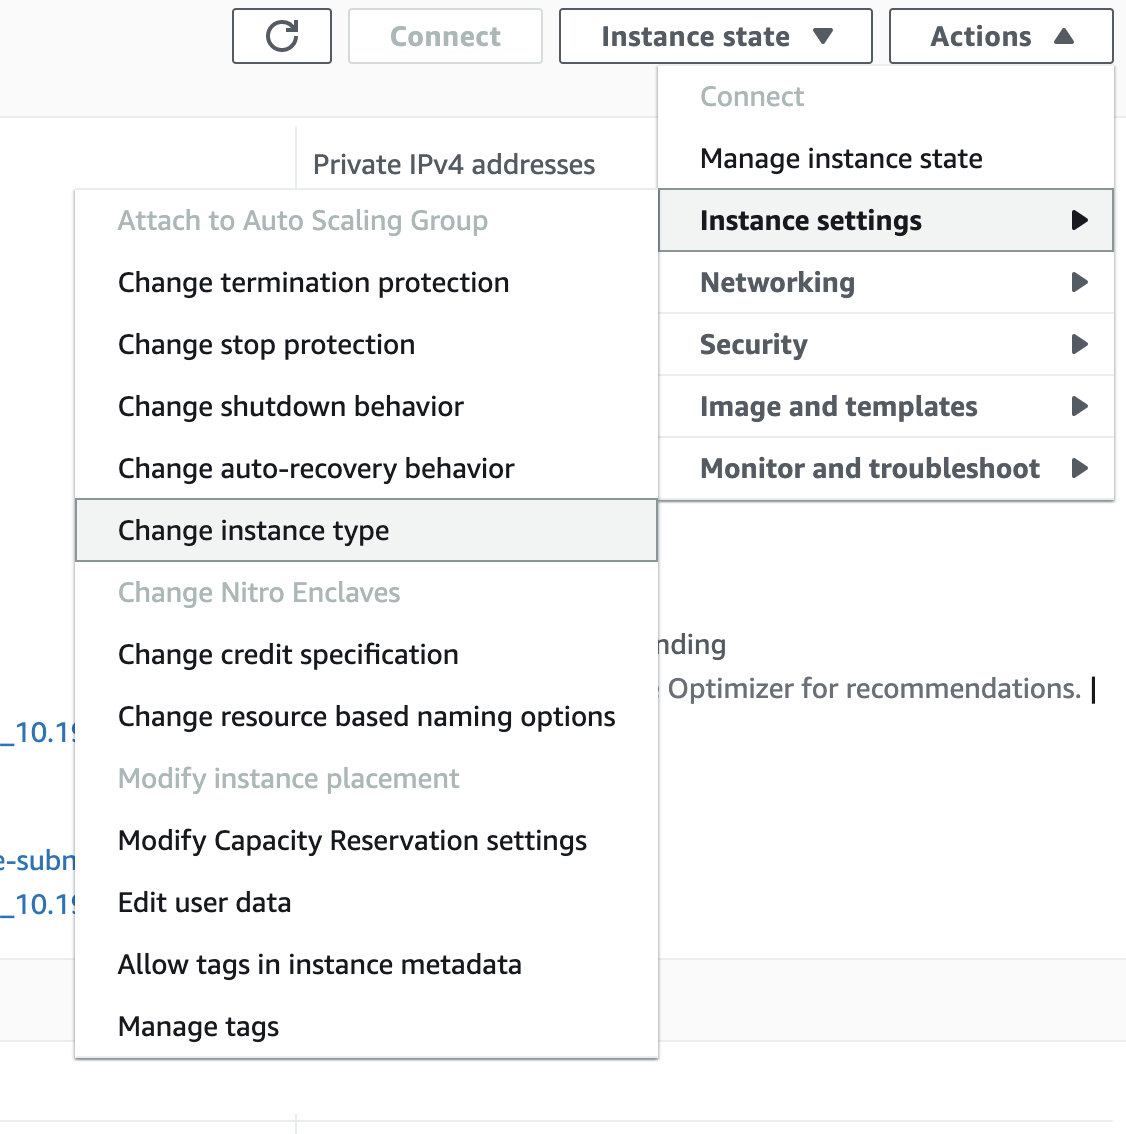 Connect
Instance state
Actions
Connect
Manage instance state
Instance settings
Networking
Security
Image and templates
Monitor and troubleshoot
Private IPv4 addresses
Attach to Auto Scaling Group
Change termination protection
Change stop protection
Change shutdown behavior
Change auto-recovery behavior
Change instance type
Change Nitro Enclaves
Change credit specification
Change resource based naming options
Modify instance placement
Modify Capacity Reservation settings
Edit user data
Allow tags in instance metadata
Manage tags
nding
Optimizer for recommendations. |
_10.19
e-subn
_10.19